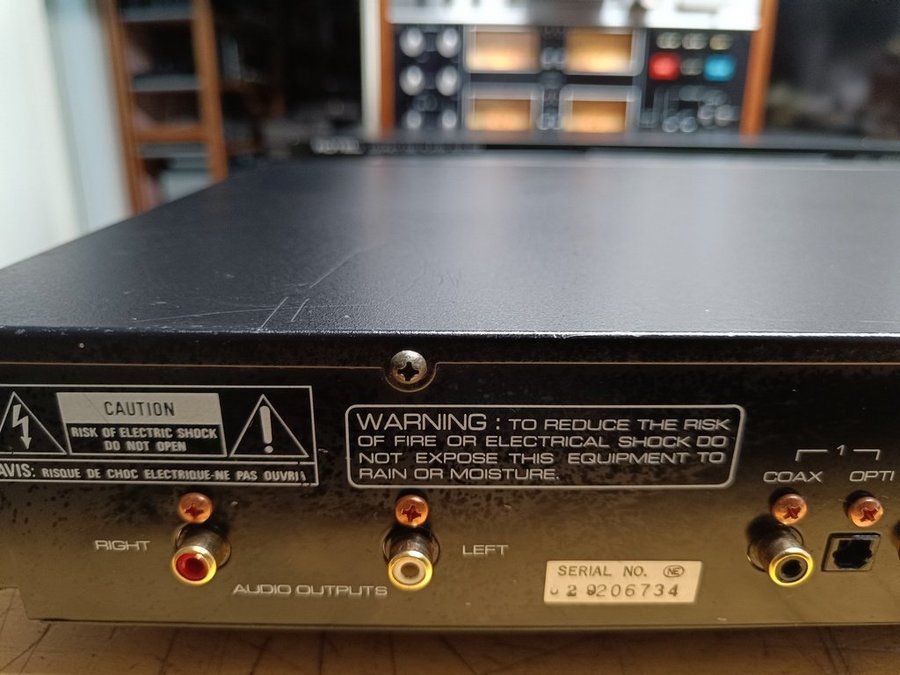 CAUTION
RISK OF ELECTRIC SHOCK
DO NOT OPEN
AVIS: RISQUE DE CHOC ELECTRIQUE-NE PAS OUVRIR
WARNING : TO REDUCE THE RISK
OF FIRE OR ELECTRICAL SHOCK DO
NOT EXPOSE THIS EQUIPMENT TO
RAIN OR MOISTURE.
1
COAX OPTI
RIGHT
LEFT
AUDIO OUTPUTS
SERIAL NO. NE
206734